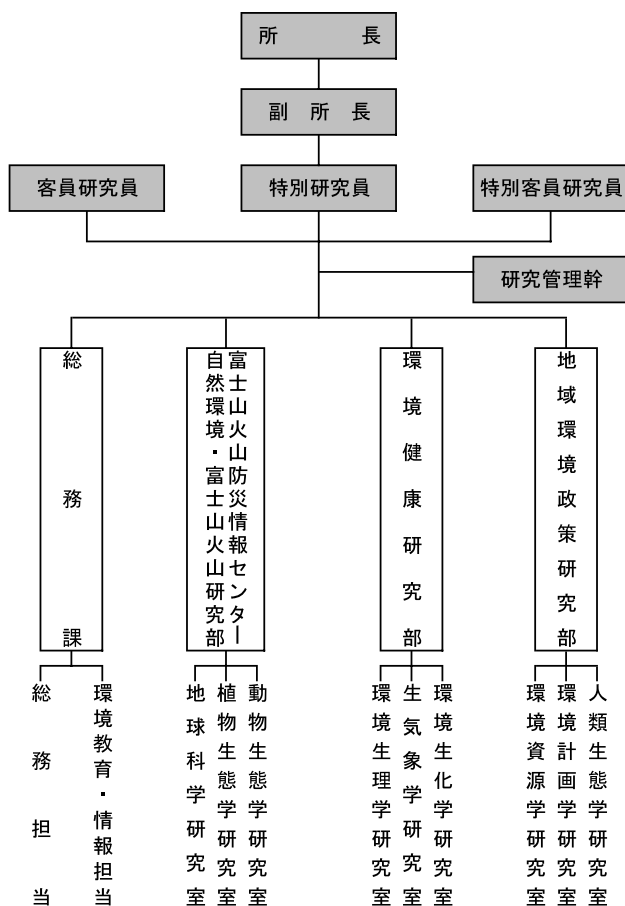 所 長
副 所 長
客員研究員
特別研究員
特別客員研究員
研究管理幹
総務課
富士山火山防災情報センター
自然環境・富士山火山研究部
環境健康研究部
地域環境政策研究部
総務担当
環境教育・情報担当
地球科学研究室
植物生態学研究室
動物生態学研究室
環境生理学研究室
生気象学研究室
環境生化学研究室
環境資源学研究室
環境計画学研究室
人類生態学研究室